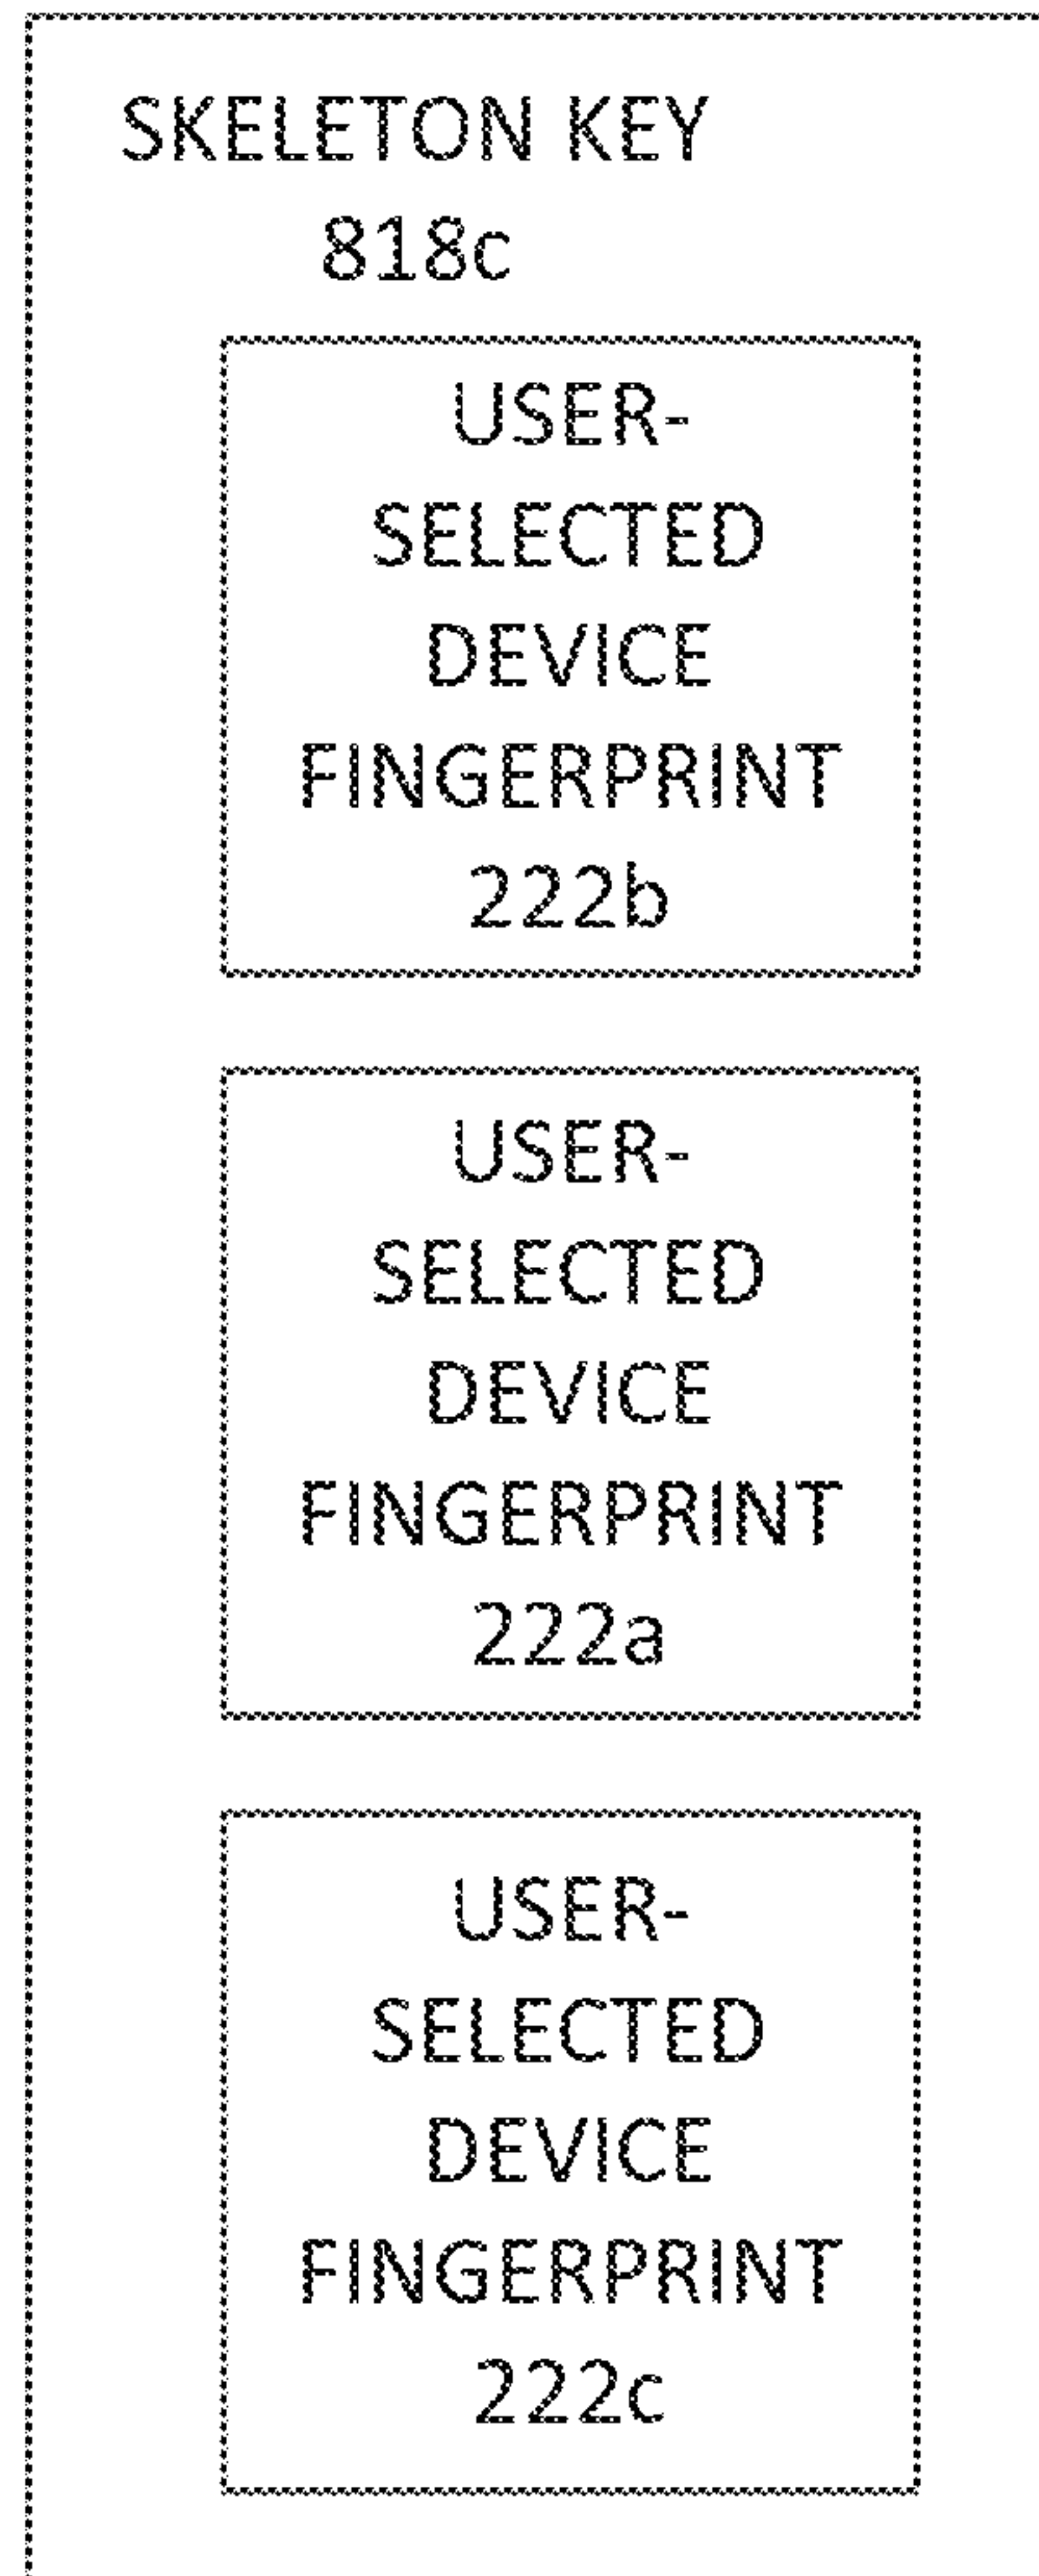 SKELETON KEY
818c
USER-
SELECTED
DEVICE
FINGERPRINT
222b
USER-
SELECTED
DEVICE
FINGERPRINT
222a
USER-
SELECTED
DEVICE
FINGERPRINT
222c